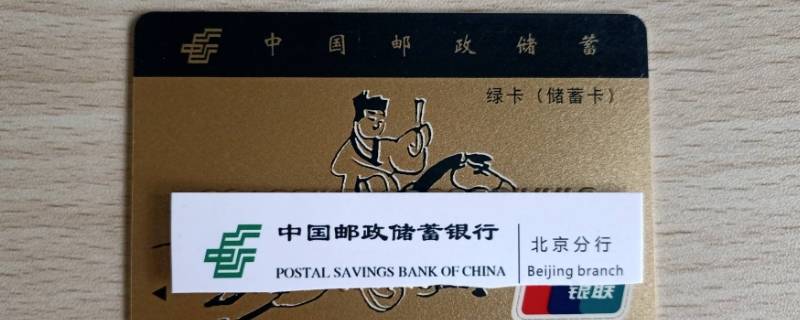 中国邮政储蓄
绿卡（储蓄卡）
中国邮政储蓄银行
POSTAL SAVINGS BANK OF CHINA
北京分行
Beijing branch
银联